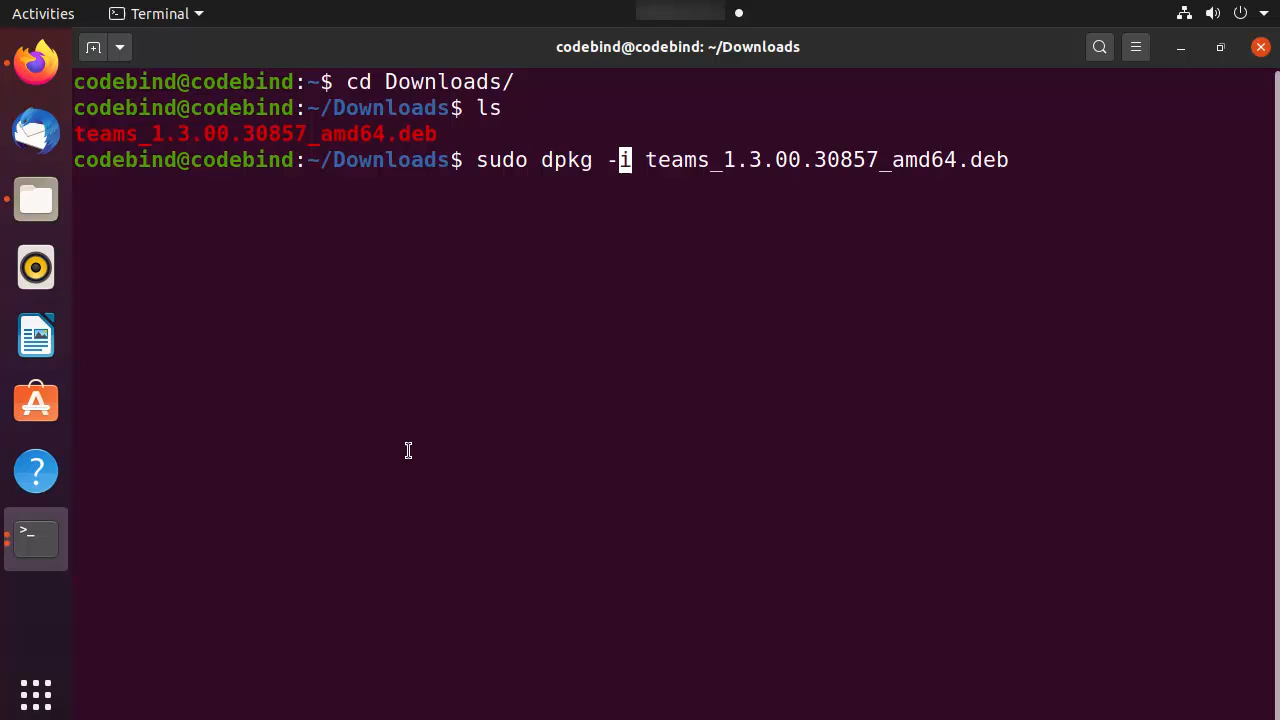 Activities
Terminal
codebind@codebind: ~/Downloads
codebind@codebind:~$ cd Downloads/
codebind@codebind:~/Downloads$ ls
teams_1.3.00.30857_amd64.deb
codebind@codebind:~/Downloads$ sudo dpkg -i teams_1.3.00.30857_amd64.deb